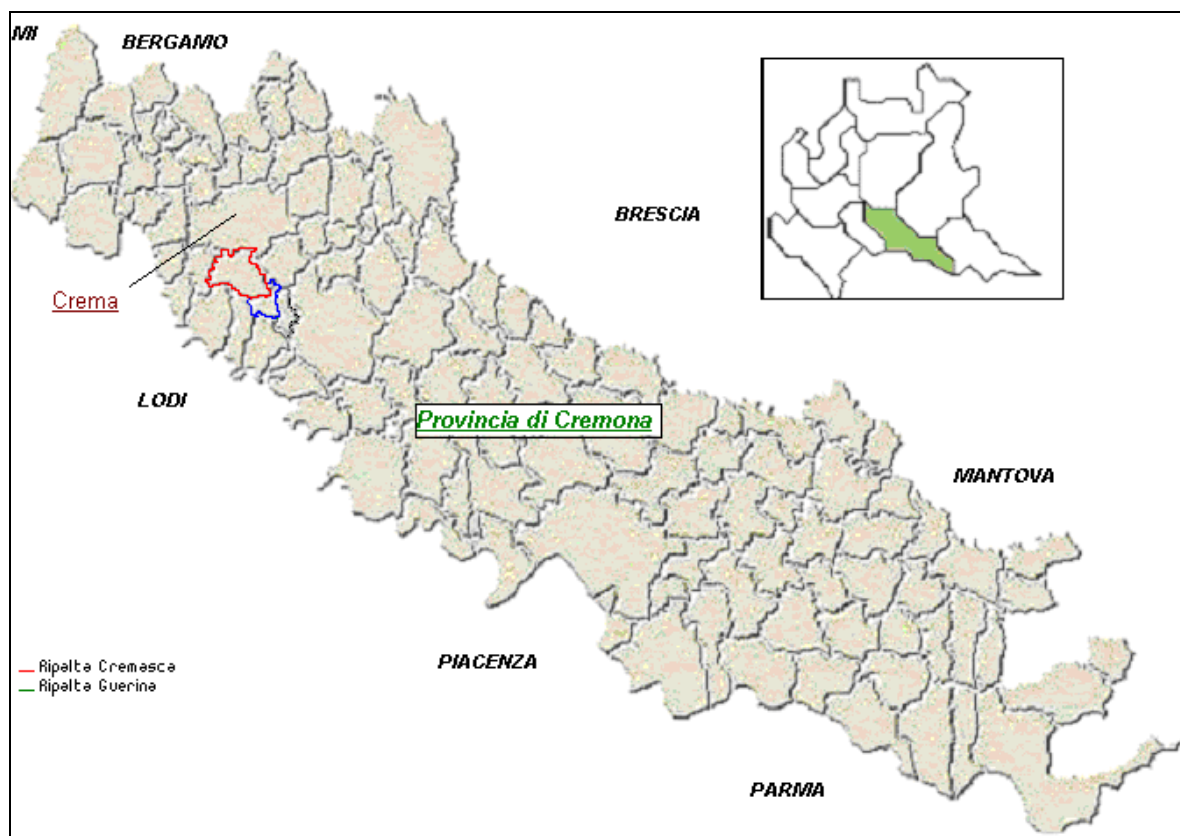 MI
BERGAMO
BRESCIA
Crema
LODI
Provincia di Cremona
MANTOVA
PIACENZA
Ripalta Cremasca
Ripalta Guerina
PARMA